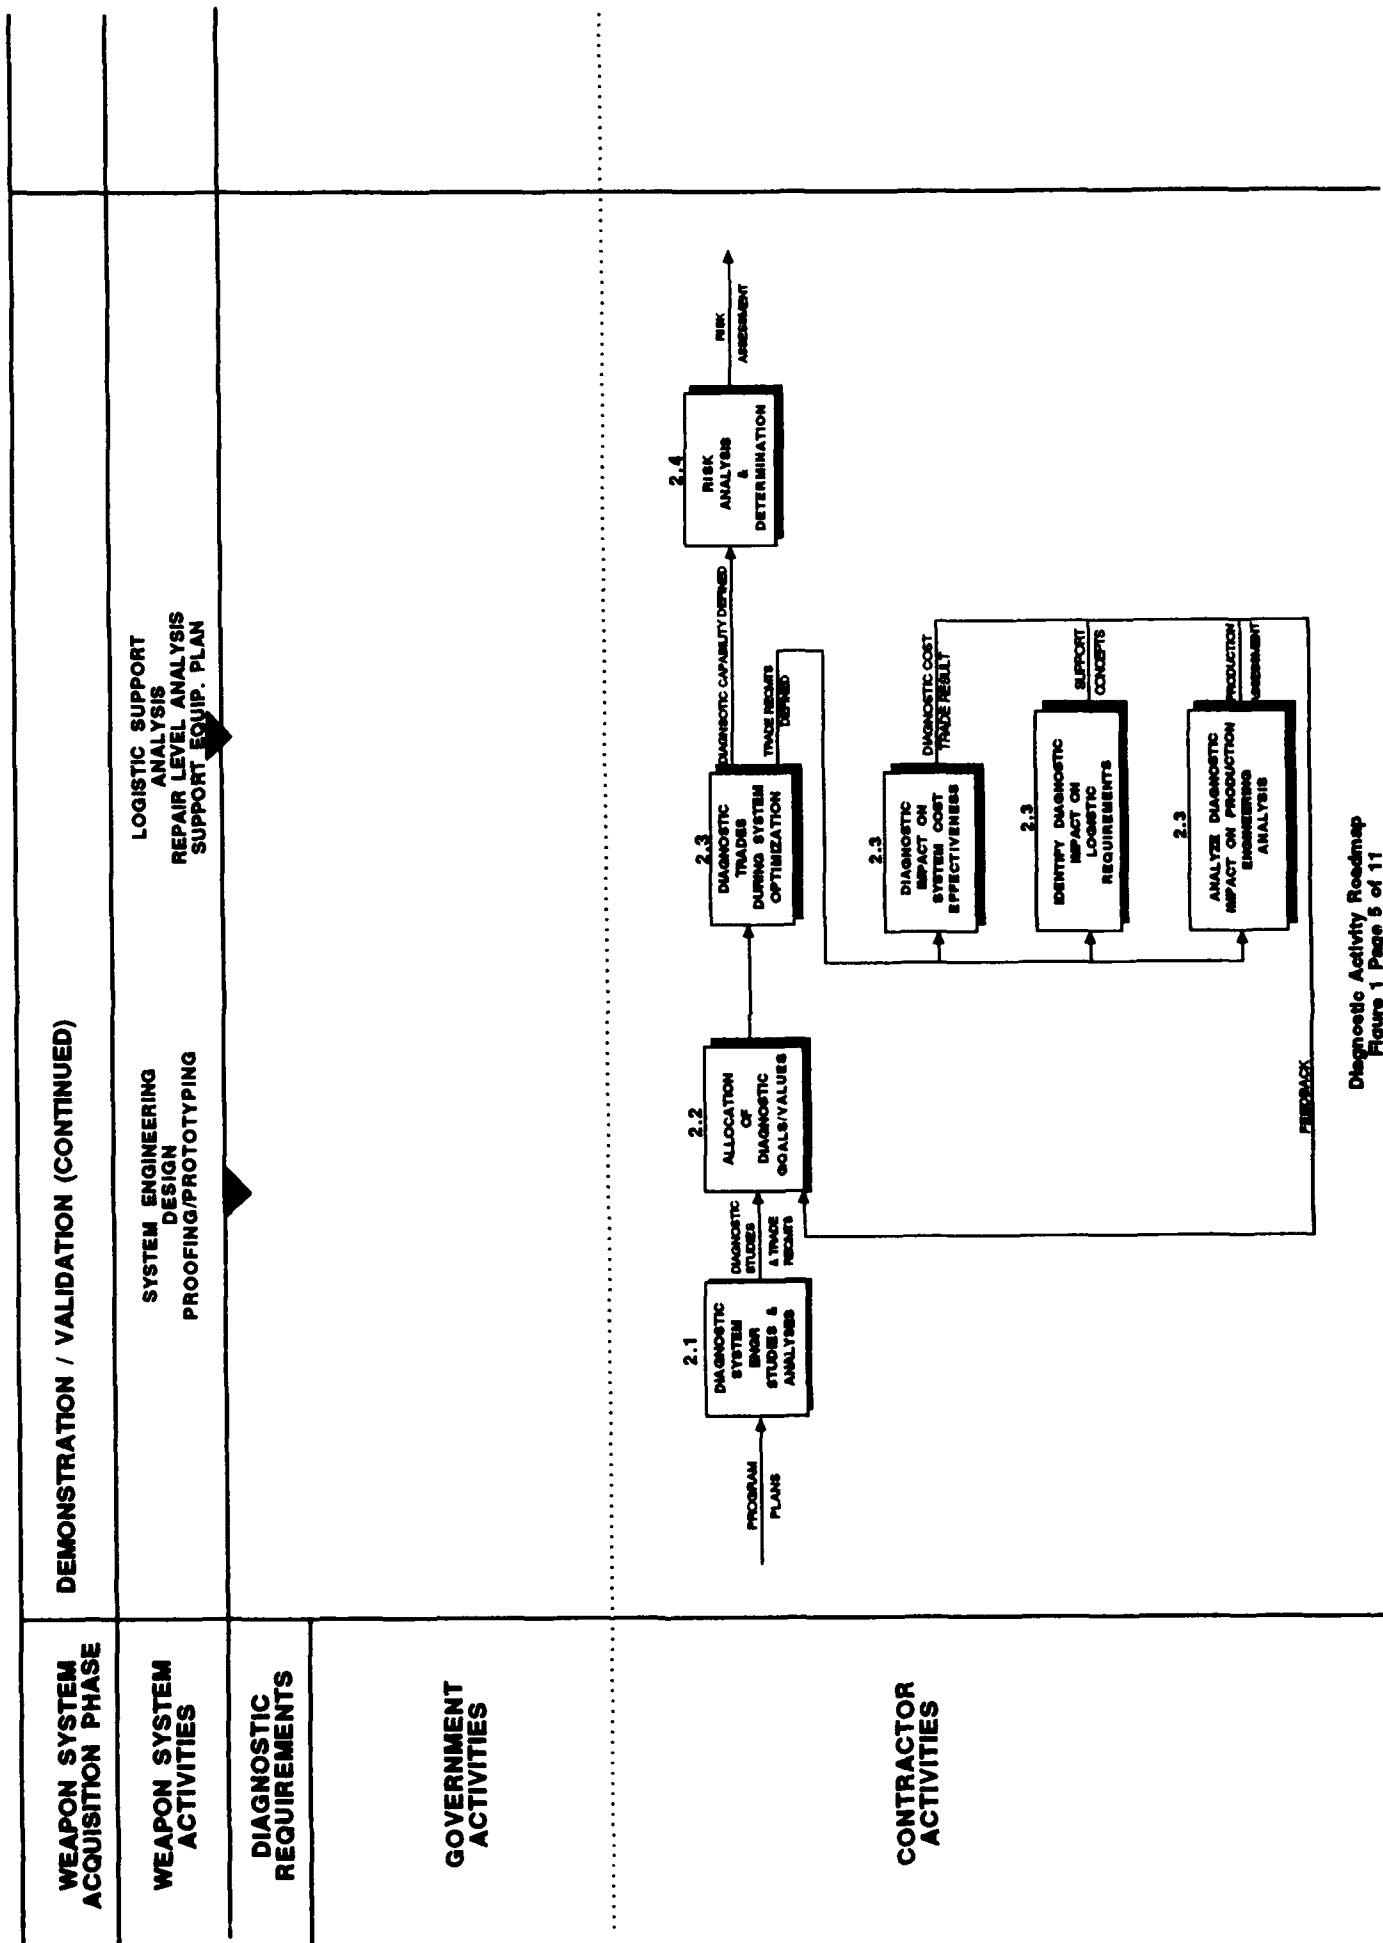 WEAPON SYSTEM
ACQUISITION PHASE
DEMONSTRATION / VALIDATION (CONTINUED)
WEAPON SYSTEM
ACTIVITIES
SYSTEM ENGINEERING
DESIGN
PROOFING/PROTOTYPING
LOGISTIC SUPPORT
ANALYSIS
REPAIR LEVEL ANALYSIS
SUPPORT EQUIP. PLAN
DIAGNOSTIC
REQUIREMENTS
GOVERNMENT
ACTIVITIES
CONTRACTOR
ACTIVITIES
PROGRAM
PLANS
2.1
DIAGNOSTIC
SYSTEM
ENGR
STUDIES &
ANALYSES
DIAGNOSTIC
STUDIES
& TRADE
REQMTS
2.2
ALLOCATION
OF
DIAGNOSTIC
GOALS/VALUES
2.3
DIAGNOSTIC
TRADES
DURING SYSTEM
OPTIMIZATION
DIAGNSOTIC CAPABILITY DEFINED
TRADE REQMTS
DEFINED
2.4
RISK
ANALYSIS
&
DETERMINATION
RISK
ASSESSMENT
2.3
DIAGNOSTIC
IMPACT ON
SYSTEM COST
EFFECTIVENESS
DIAGNOSTIC COST
TRADE RESULT
2.3
IDENTIFY DIAGNOSTIC
IMPACT ON
LOGISTIC
REQUIREMENTS
SUPPORT
CONCEPTS
2.3
ANALYZE DIAGNOSTIC
IMPACT ON PRODUCTION
ENGINEERING
ANALYSIS
PRODUCTION
ASSESSMENT
FEEDBACK
Diagnostic Activity Roadmap
Figure 1 Page 5 of 11